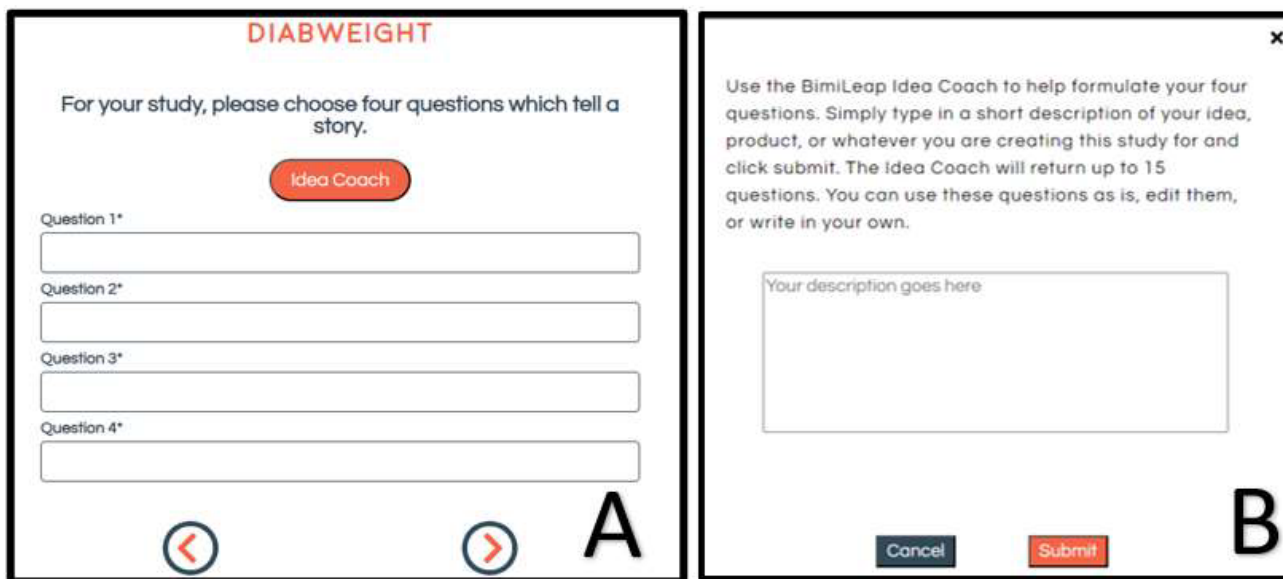 DIABWEIGHT
For your study, please choose four questions which tell a
story.
Idea Coach
Question 1*
Question 2*
Question 3*
Question 4*
A
×
Use the BimiLeap Idea Coach to help formulate your four
questions. Simply type in a short description of your idea,
product, or whatever you are creating this study for and
click submit. The Idea Coach will return up to 15
questions. You can use these questions as is, edit them,
or write in your own.
Your description goes here
Cancel
Submit
B